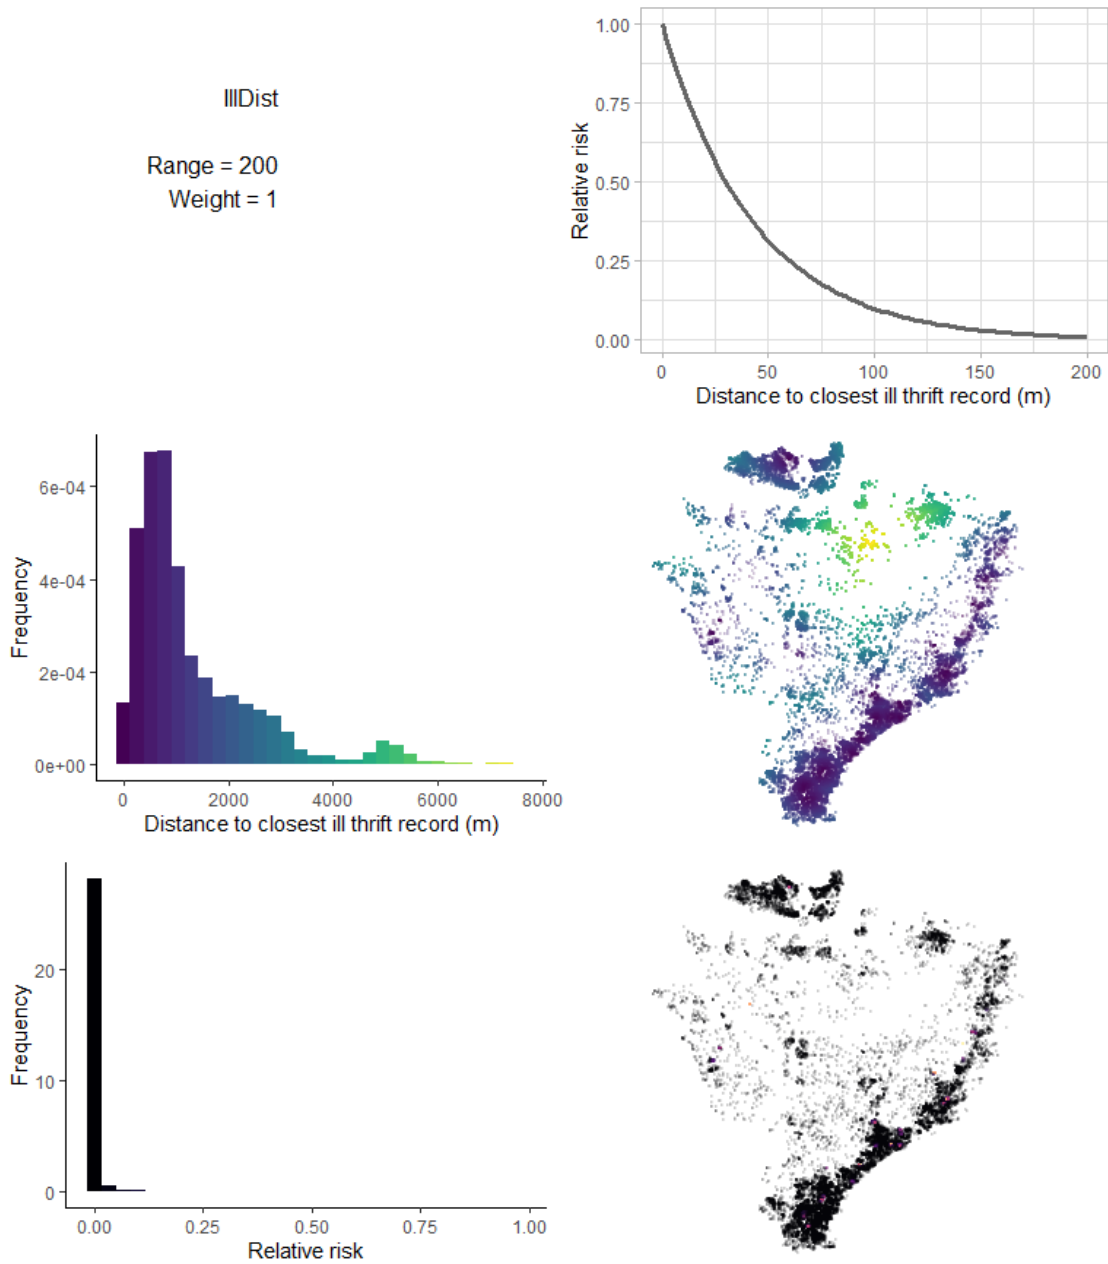 IllDist
Range = 200
Weight = 1
1.00
0.75
0.50
0.25
0.00
Relative risk
0 50 100 150 200
Distance to closest ill thrift record (m)
6e-04
4e-04
2e-04
0e+00
Frequency
0 2000 4000 6000 8000
Distance to closest ill thrift record (m)
20
10
0
Frequency
0.00 0.25 0.50 0.75 1.00
Relative risk